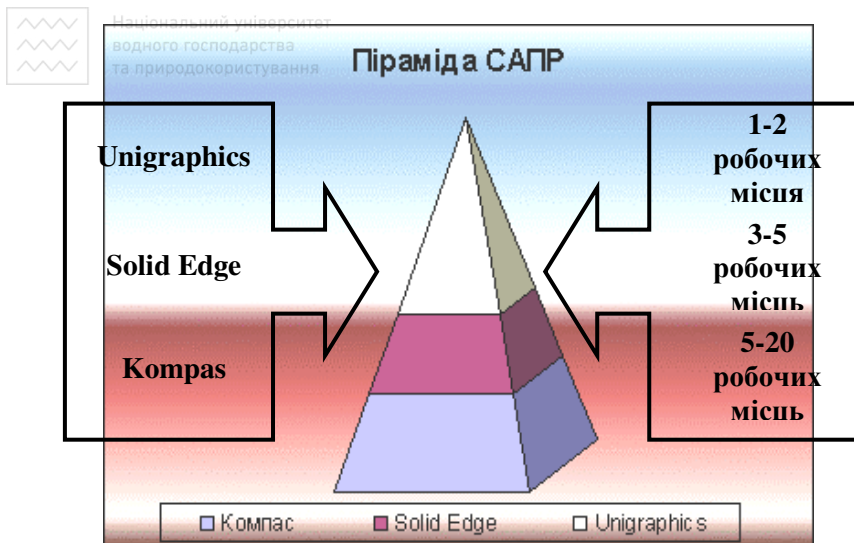 Національний університет
водного господарства
та природокористування
Піраміда САПР
Unigraphics
Solid Edge
Kompas
1-2
робочих
місця
3-5
робочих
місць
5-20
робочих
місць
Компас
Solid Edge
Unigraphics